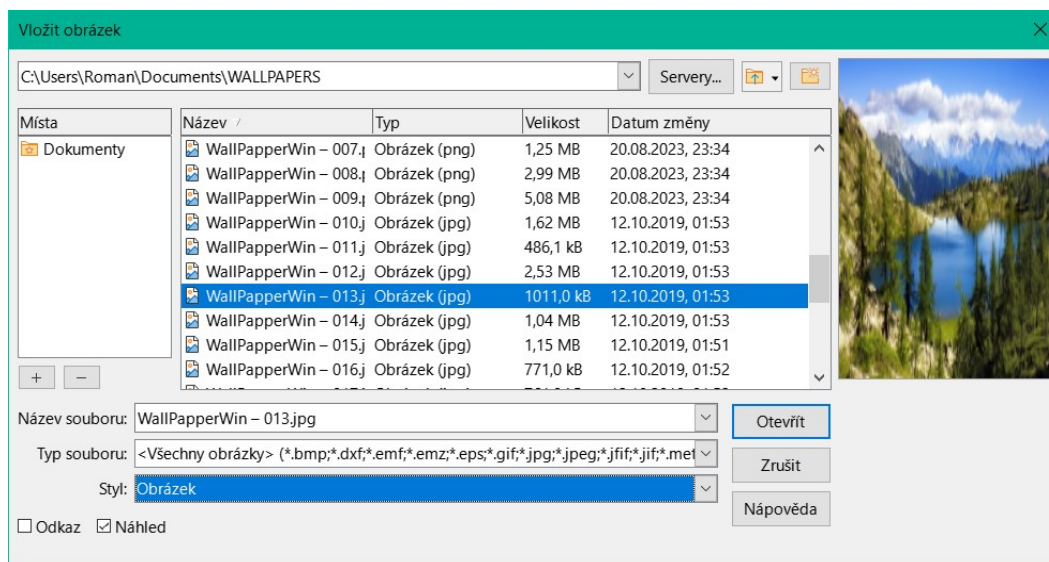 Vložit obrázek
C:\Users\Roman\Documents\WALLPAPERS
Servery...
Místa
Název Typ Velikost Datum změny
Dokumenty
WallPapperWin – 007.p Obrázek (png) 1,25 MB 20.08.2023, 23:34
WallPapperWin – 008.p Obrázek (png) 2,99 MB 20.08.2023, 23:34
WallPapperWin – 009.p Obrázek (png) 5,08 MB 20.08.2023, 23:34
WallPapperWin – 010.j Obrázek (jpg) 1,62 MB 12.10.2019, 01:53
WallPapperWin – 011.j Obrázek (jpg) 486,1 kB 12.10.2019, 01:53
WallPapperWin – 012.j Obrázek (jpg) 2,53 MB 12.10.2019, 01:53
WallPapperWin – 013.j Obrázek (jpg) 1011,0 kB 12.10.2019, 01:53
WallPapperWin – 014.j Obrázek (jpg) 1,04 MB 12.10.2019, 01:53
WallPapperWin – 015.j Obrázek (jpg) 1,15 MB 12.10.2019, 01:51
WallPapperWin – 016.j Obrázek (jpg) 771,0 kB 12.10.2019, 01:52
Název souboru: WallPapperWin – 013.jpg
Otevřít
Typ souboru: <Všechny obrázky> (*.bmp;*.dxf;*.emf;*.emz;*.eps;*.gif;*.jpg;*.jpeg;*.jfif;*.jif;*.met
Zrušit
Styl: Obrázek
Nápověda
Odkaz Náhled